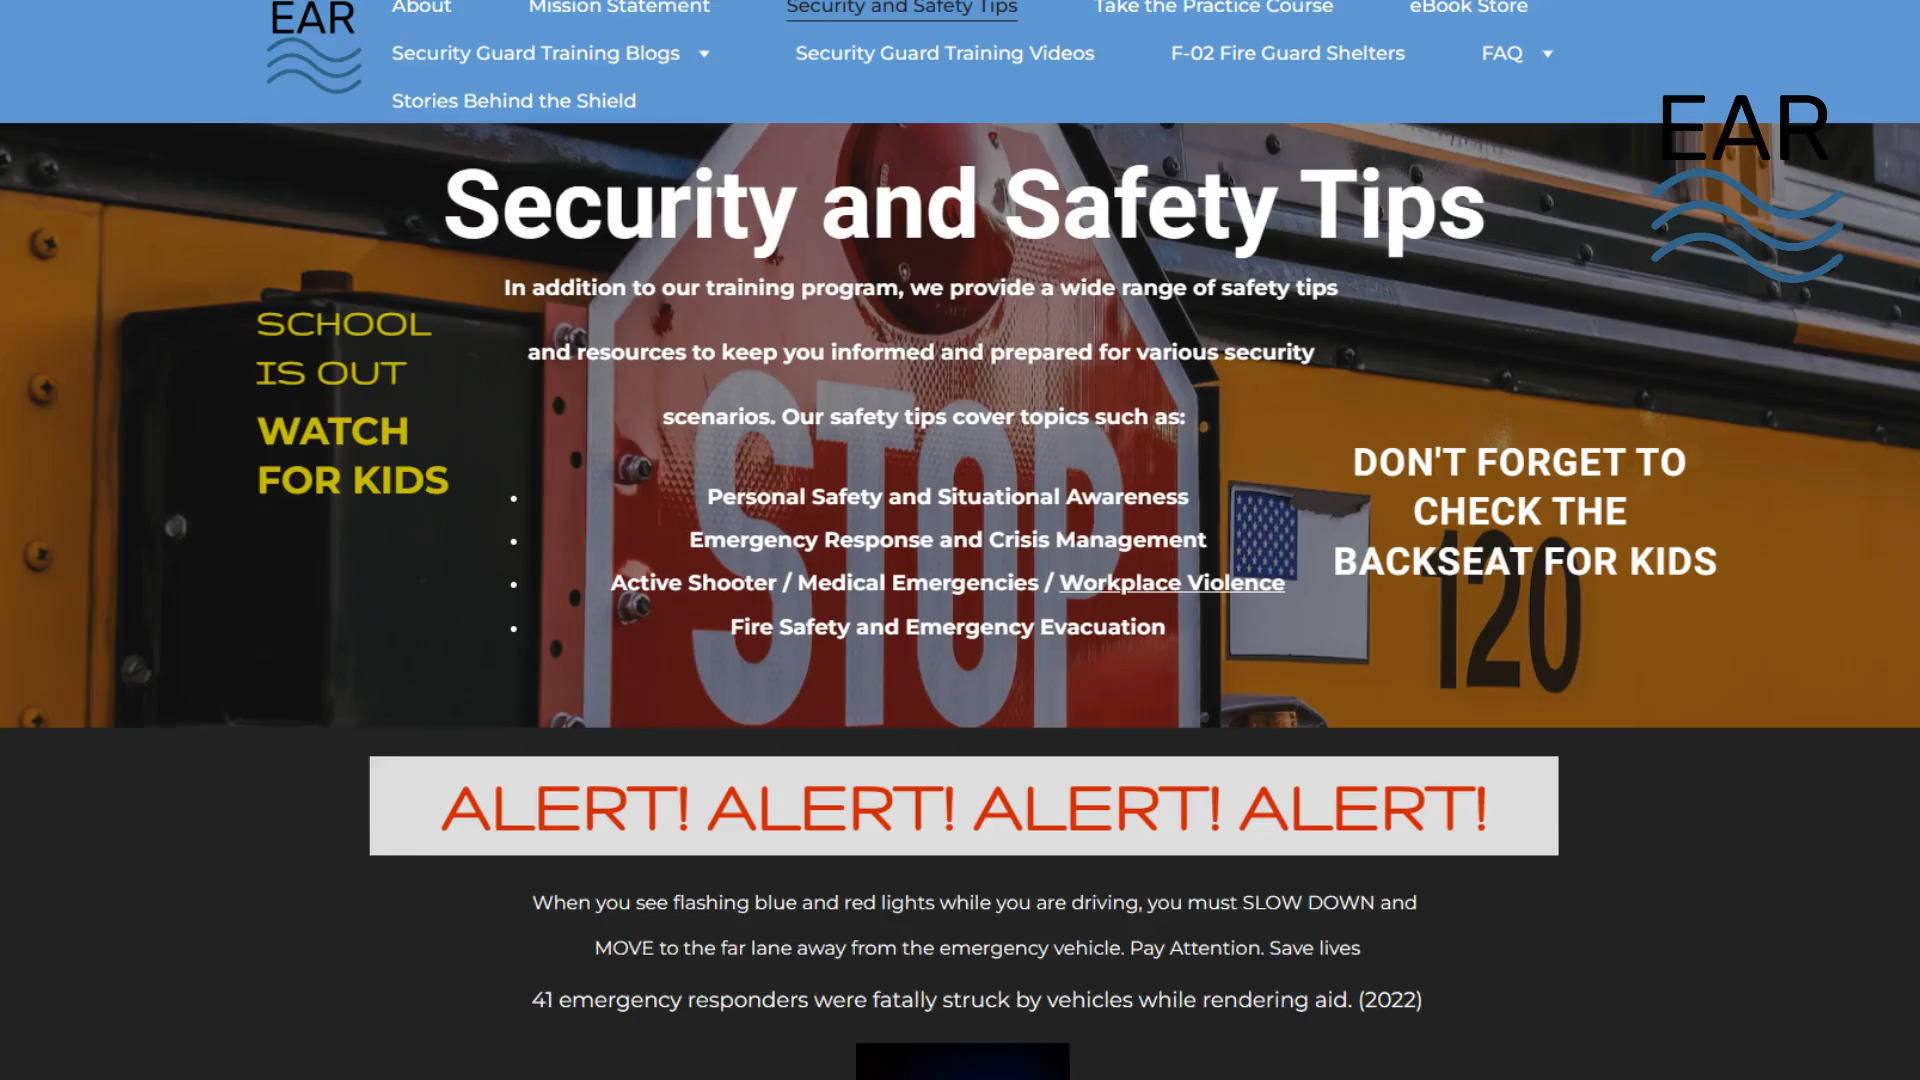 EAR
About
Mission Statement
Security and Safety Tips
Take the Practice Course
eBook Store
Security Guard Training Blogs
Security Guard Training Videos
F-02 Fire Guard Shelters
FAQ
Stories Behind the Shield
EAR
Security and Safety Tips
In addition to our training program, we provide a wide range of safety tips
and resources to keep you informed and prepared for various security
scenarios. Our safety tips cover topics such as:
SCHOOL
IS OUT
WATCH
FOR KIDS
• Personal Safety and Situational Awareness
• Emergency Response and Crisis Management
• Active Shooter / Medical Emergencies / Workplace Violence
• Fire Safety and Emergency Evacuation
DON'T FORGET TO
CHECK THE
BACKSEAT FOR KIDS
STOP
120
ALERT! ALERT! ALERT! ALERT!
When you see flashing blue and red lights while you are driving, you must SLOW DOWN and
MOVE to the far lane away from the emergency vehicle. Pay Attention. Save lives
41 emergency responders were fatally struck by vehicles while rendering aid. (2022)